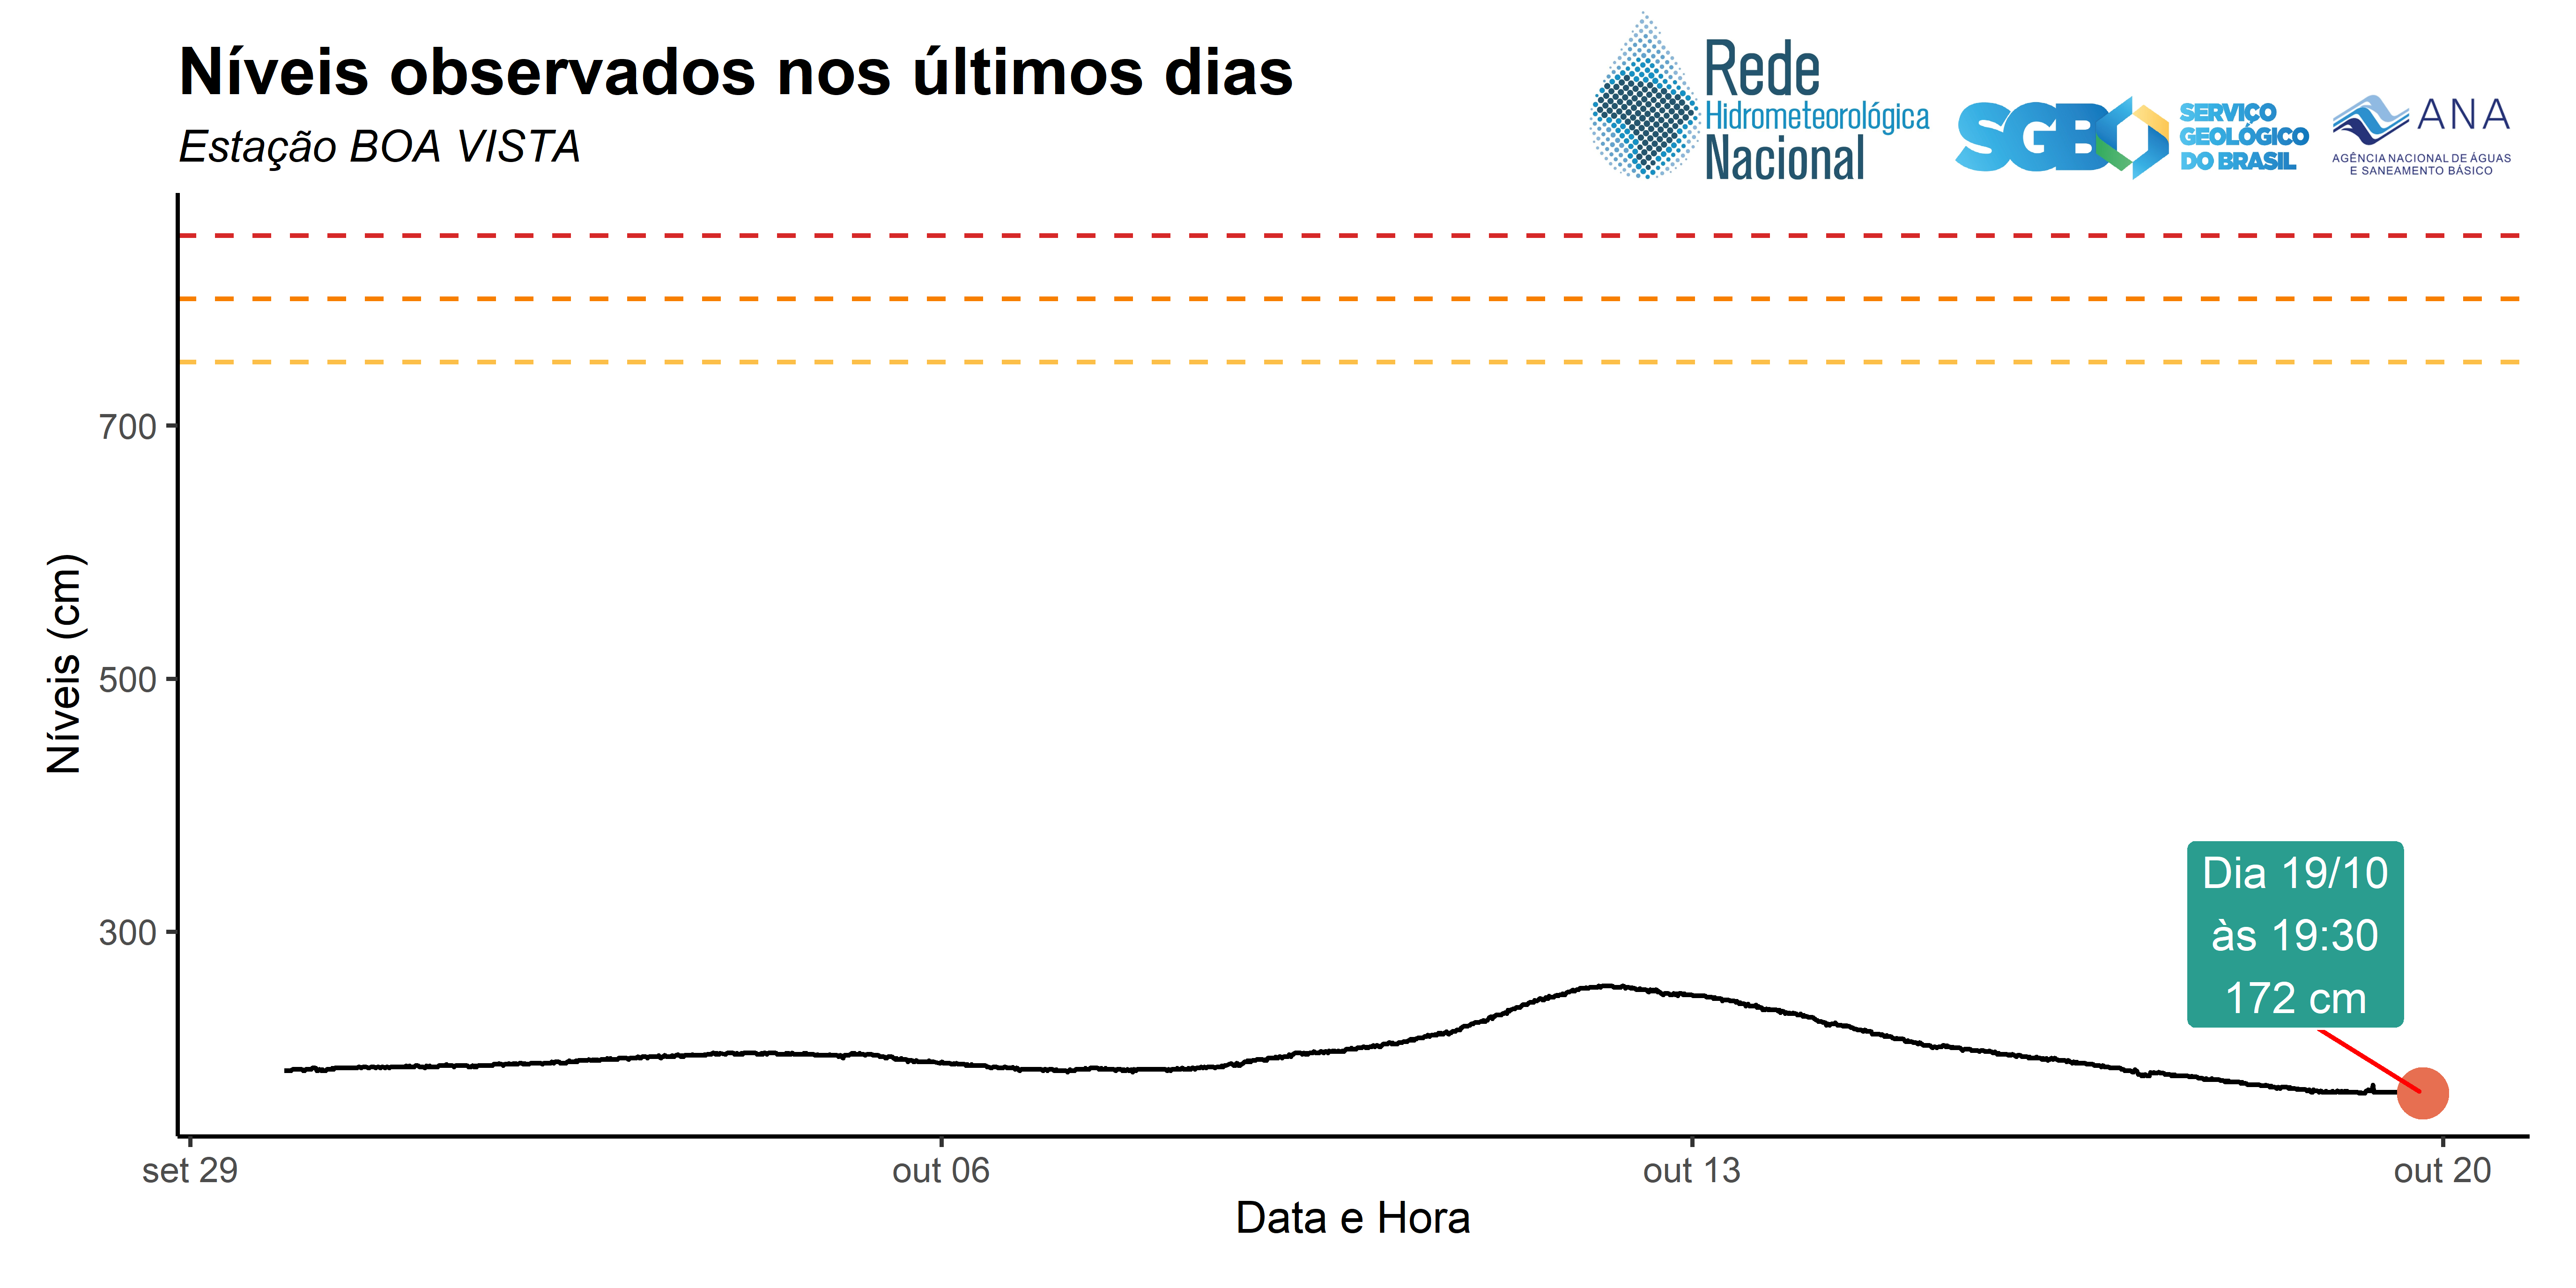 Níveis observados nos últimos dias
Estação BOA VISTA
Rede
Hidrometeorológica
Nacional
SGB
SERVIÇO
GEOLÓGICO
DO BRASIL
ANA
AGÊNCIA NACIONAL DE ÁGUAS
E SANEAMENTO BÁSICO
Níveis (cm)
700
500
300
Dia 19/10
às 19:30
172 cm
set 29
out 06
out 13
out 20
Data e Hora